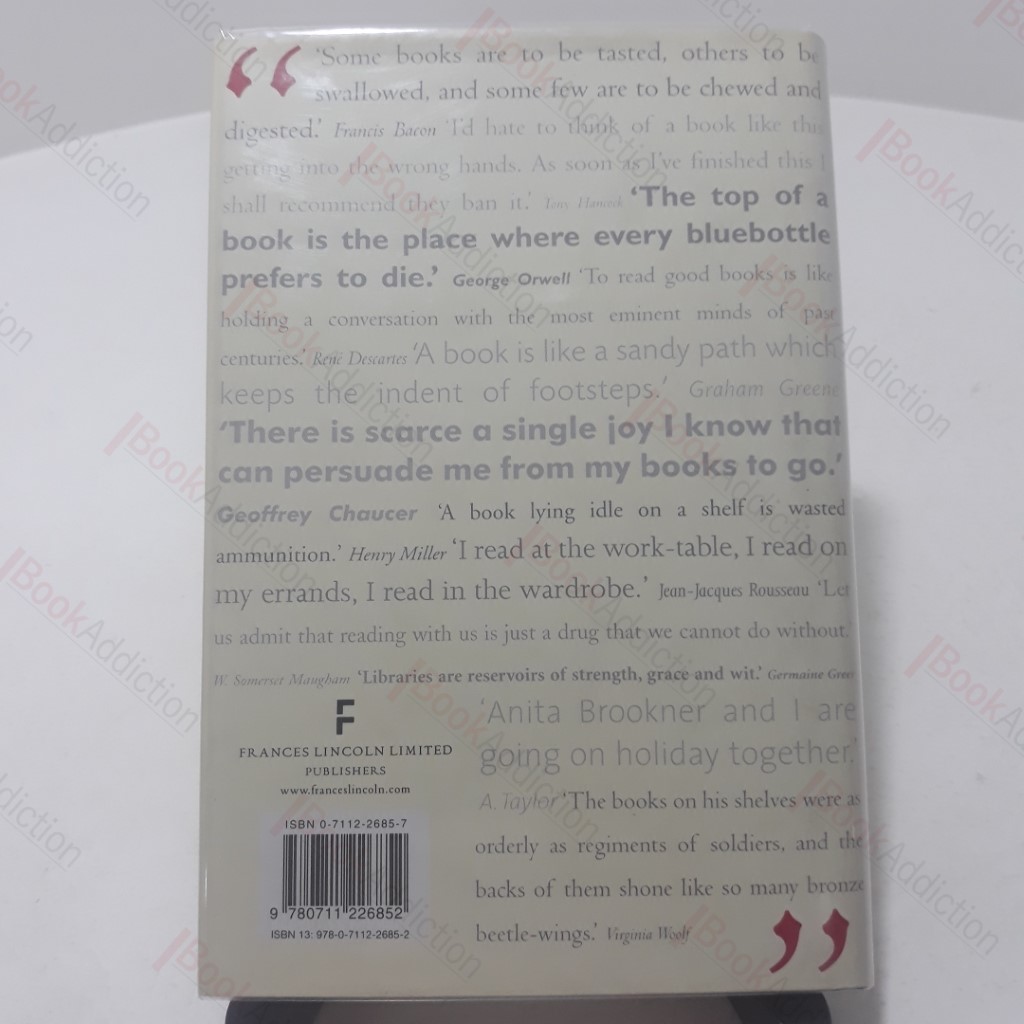 ‘Some books are to be tasted, others to be
swallowed, and some few are to be chewed and
digested.’ Francis Bacon ‘I’d hate to think of a book like this
getting into the wrong hands. As soon as I’ve finished this I
shall recommend they ban it.’ Tony Hancock ‘The top of a
book is the place where every bluebottle
prefers to die.’ George Orwell ‘To read good books is like
holding a conversation with the most eminent minds of past
centuries.’ René Descartes ‘A book is like a sandy path which
keeps the indent of footsteps.’ Graham Greene
‘There is scarce a single joy I know that
can persuade me from my books to go.’
Geoffrey Chaucer ‘A book lying idle on a shelf is wasted
ammunition.’ Henry Miller ‘I read at the work-table, I read on
my errands, I read in the wardrobe.’ Jean-Jacques Rousseau ‘Let
us admit that reading with us is just a drug that we cannot do without.’
W. Somerset Maugham ‘Libraries are reservoirs of strength, grace and wit.’ Germaine Greer
‘Anita Brookner and I are
going on holiday together.’
A. Taylor ‘The books on his shelves were as
orderly as regiments of soldiers, and the
backs of them shone like so many bronze
beetle-wings.’ Virginia Woolf
FRANCES LINCOLN LIMITED
PUBLISHERS
www.franceslincoln.com
ISBN 0-7112-2685-7
9 780711 226852
ISBN 13: 978-0-7112-2685-2
BookAddiction